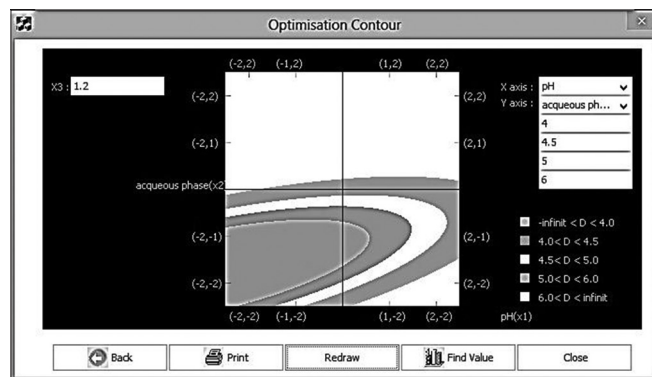 Optimisation Contour
(-2,2) (-1,2) (1,2) (2,2)
X3 : 1.2
X axis : pH
(-2,2) (2,2) Y axis : acqueous ph...
4
(-2,1) (2,1) 4.5
5
acqueous phase(x2 6
-infinit < D < 4.0
(-2,-1) (2,-1) 4.0< D < 4.5
4.5< D < 5.0
(-2,-2) (2,-2) 5.0< D < 6.0
6.0< D < infinit
(-2,-2) (-1,-2) (1,-2) (2,-2) pH(x1)
Back Print Redraw Find Value Close